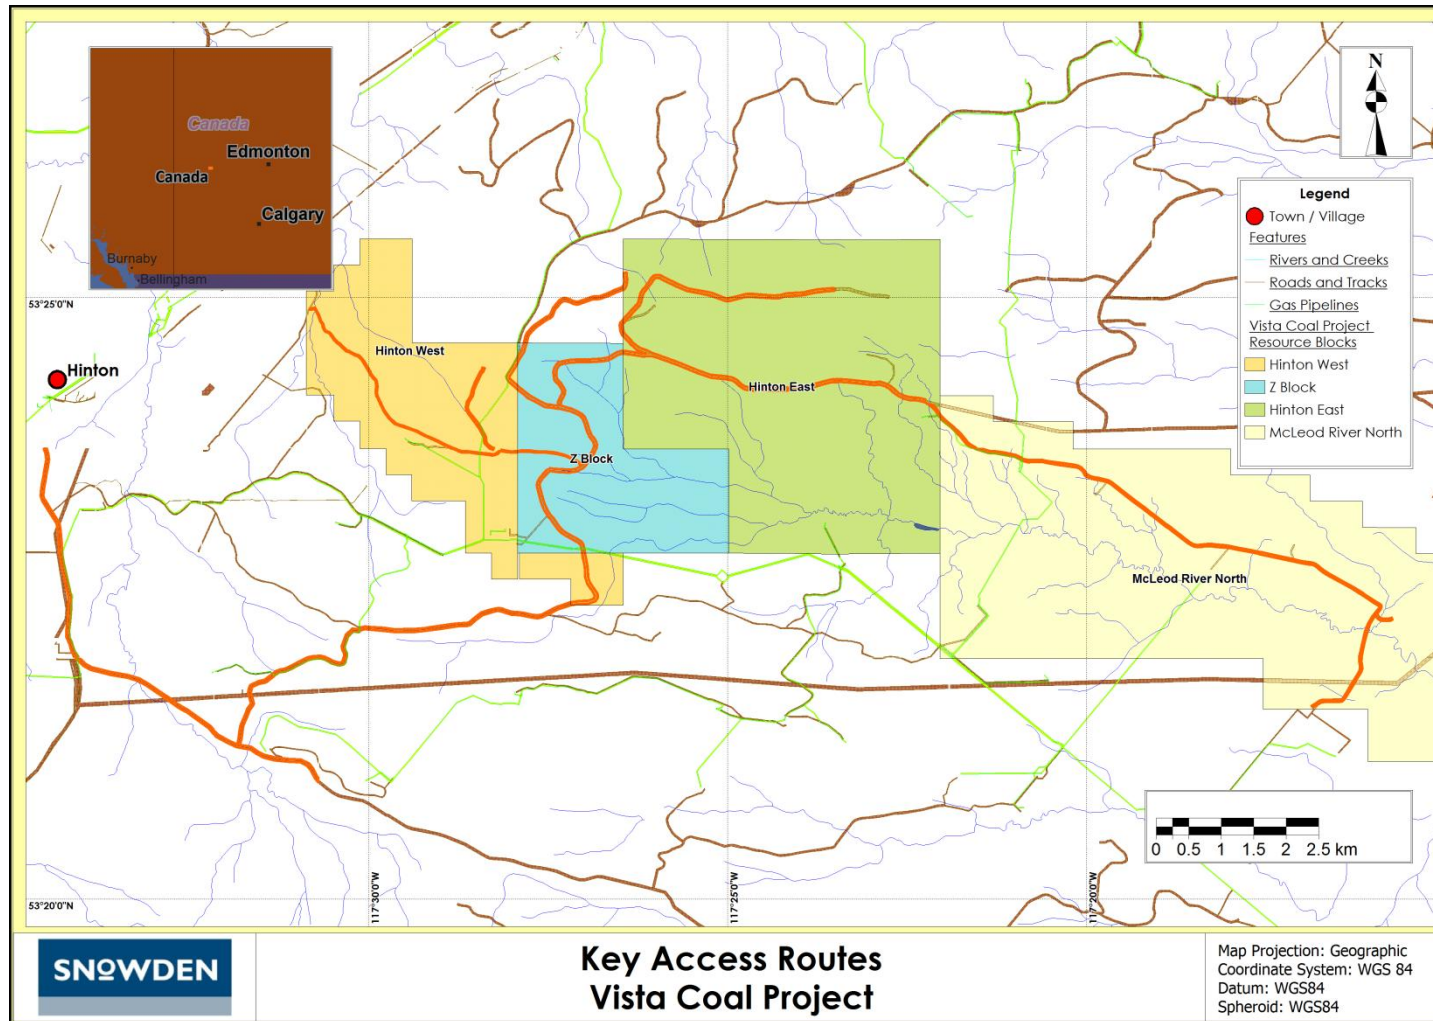 Canada
Edmonton
Canada
Calgary
Burnaby
Bellingham
N
Legend
Town / Village
Features
Rivers and Creeks
Roads and Tracks
Gas Pipelines
Vista Coal Project
Resource Blocks
Hinton West
Z Block
Hinton East
McLeod River North
53°25'0"N
Hinton
Hinton West
Hinton East
Z Block
McLeod River North
0 0.5 1 1.5 2 2.5 km
53°20'0"N
117°30'0"W
117°25'0"W
117°20'0"W
SNOWDEN
Key Access Routes
Vista Coal Project
Map Projection: Geographic
Coordinate System: WGS 84
Datum: WGS84
Spheroid: WGS84